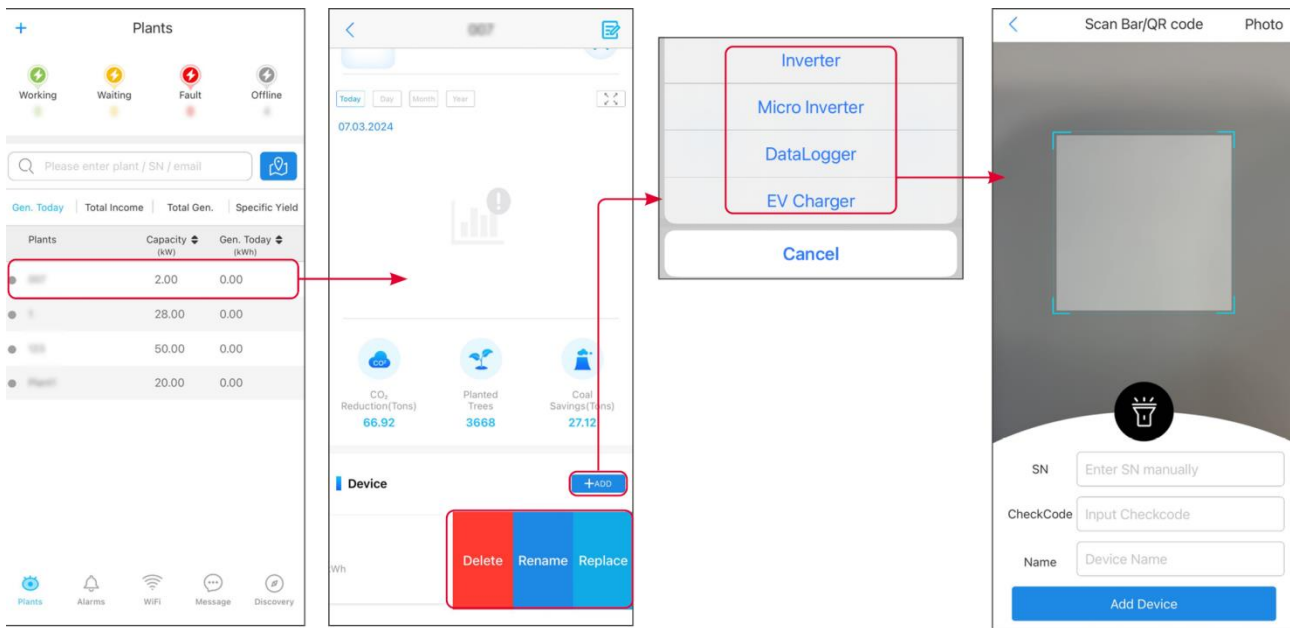 +
Plants
Working
Waiting
Fault
Offline
Please enter plant / SN / email
Gen. Today
Total Income
Total Gen.
Specific Yield
Plants
Capacity
(kW)
Gen. Today
(kWh)
2.00
0.00
28.00
0.00
50.00
0.00
20.00
0.00
Plants
Alarms
WiFi
Message
Discovery
Today
Day
Month
Year
07.03.2024
CO₂
CO₂
Reduction(Tons)
66.92
Planted
Trees
3668
Coal
Savings(Tons)
27.12
Device
+ADD
Wh
Delete
Rename
Replace
Inverter
Micro Inverter
DataLogger
EV Charger
Cancel
Scan Bar/QR code
Photo
SN
Enter SN manually
CheckCode
Input Checkcode
Name
Device Name
Add Device